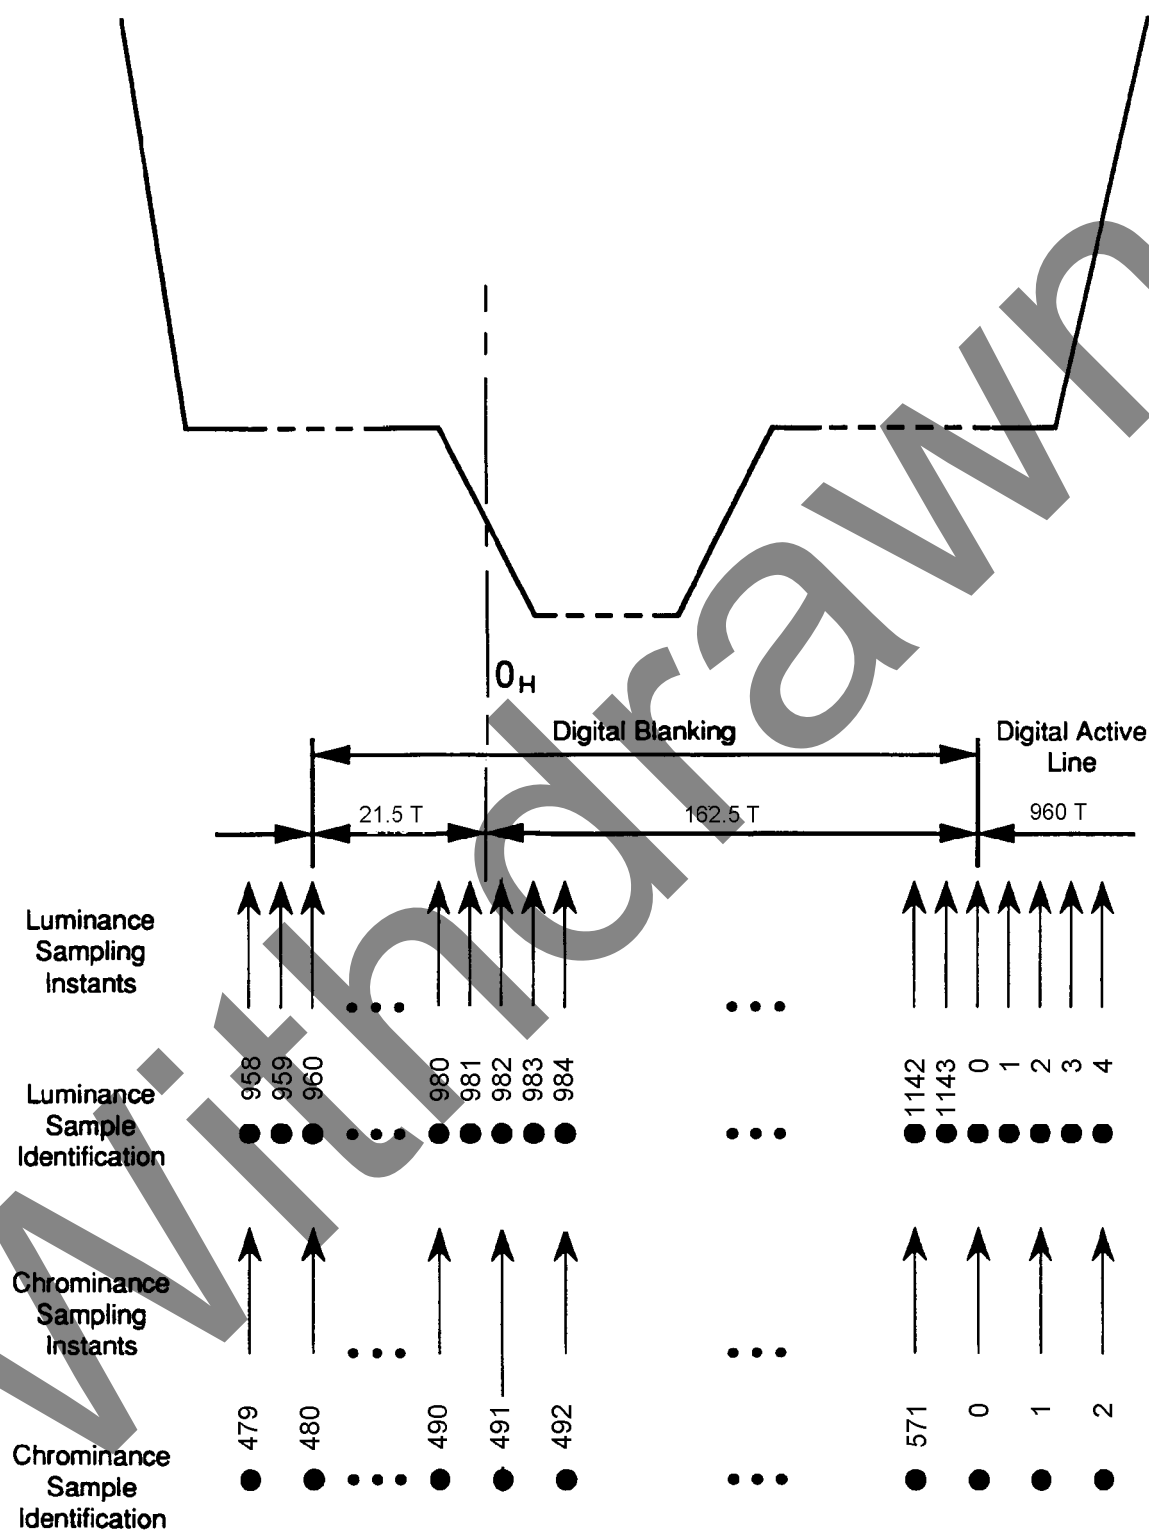 0H
Digital Blanking
Digital Active
Line
21.5 T
162.5 T
960 T
Luminance
Sampling
Instants
958 959 960 980 981 982 983 984 1142 1143 0 1 2 3 4
Luminance
Sample
Identification
Chrominance
Sampling
Instants
479 480 490 491 492 571 0 1 2
Chrominance
Sample
Identification
Withdrawn